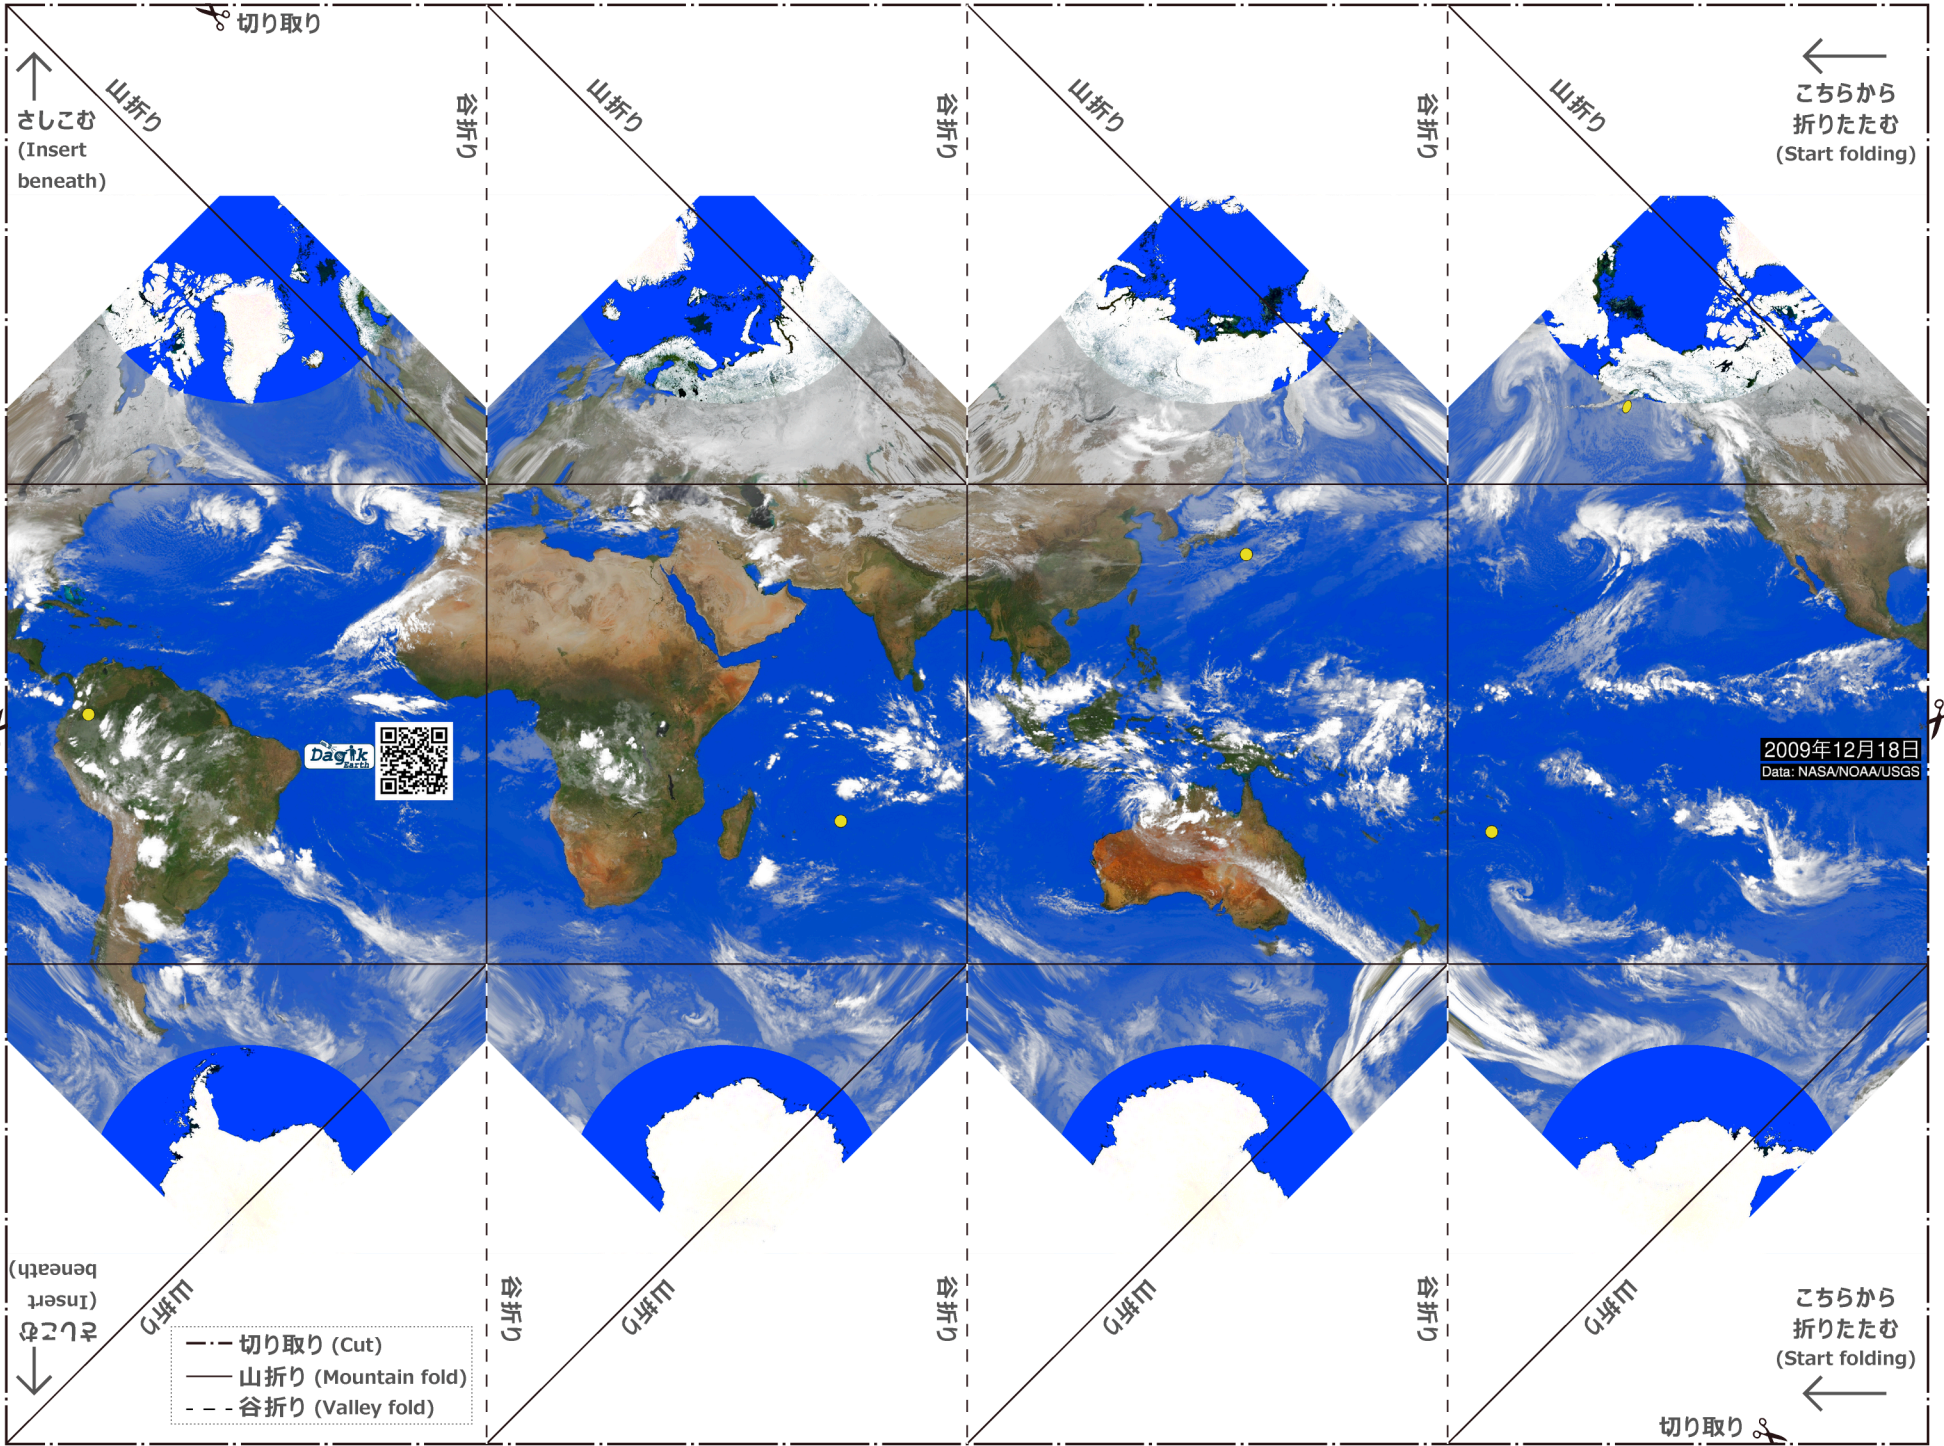 切り取り
山折り
谷折り
山折り
谷折り
山折り
谷折り
山折り
さしこむ
(Insert
beneath)
こちらから
折りたたむ
(Start folding)
Dagik
Earth
2009年12月18日
Data: NASA/NOAA/USGS
さしこむ
(Insert
beneath)
山折り
谷折り
山折り
谷折り
山折り
谷折り
山折り
こちらから
折りたたむ
(Start folding)
切り取り (Cut)
山折り (Mountain fold)
谷折り (Valley fold)
切り取り